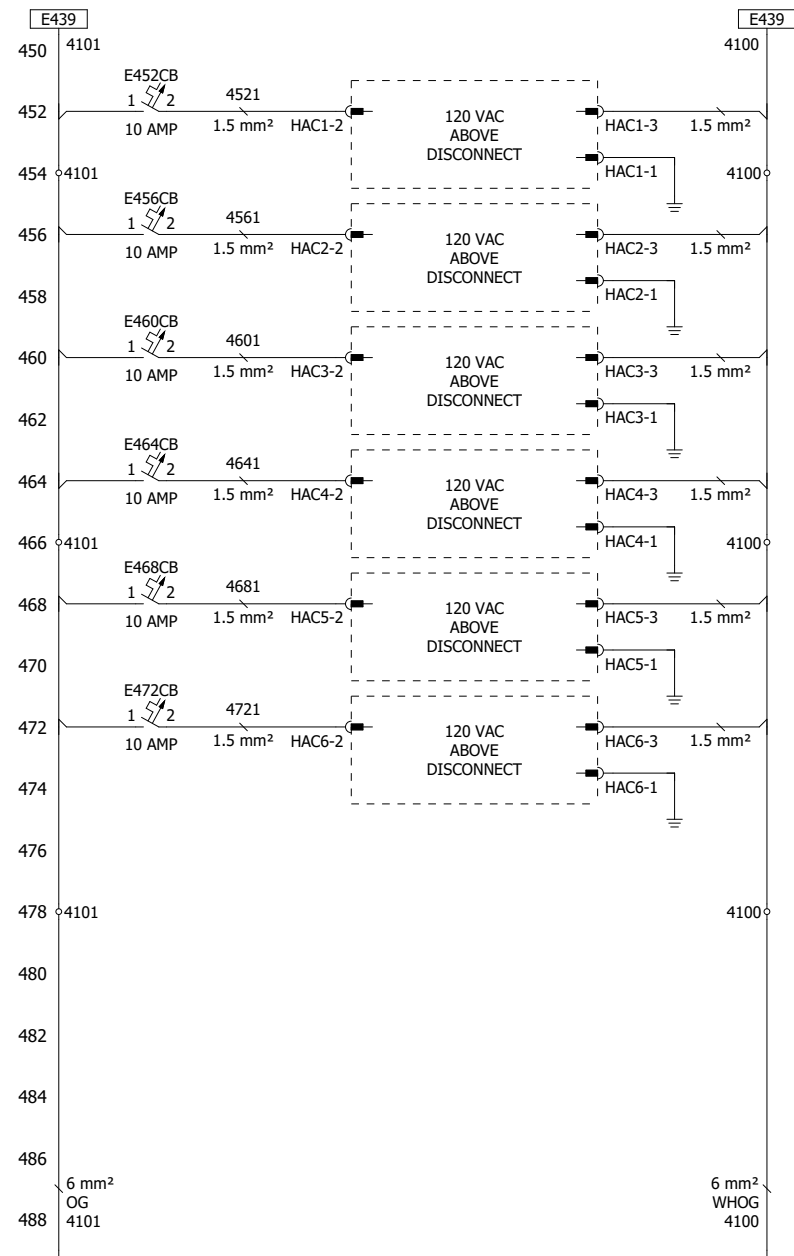 E439 E439
450 4101 4100
E452CB
452 1 2 4521 HAC1-2 120 VAC HAC1-3 1.5 mm²
10 AMP 1.5 mm² ABOVE
DISCONNECT
HAC1-1
454 4101 4100
E456CB
456 1 2 4561 HAC2-2 120 VAC HAC2-3 1.5 mm²
10 AMP 1.5 mm² ABOVE
DISCONNECT
458 HAC2-1
E460CB
460 1 2 4601 HAC3-2 120 VAC HAC3-3 1.5 mm²
10 AMP 1.5 mm² ABOVE
DISCONNECT
462 HAC3-1
E464CB
464 1 2 4641 HAC4-2 120 VAC HAC4-3 1.5 mm²
10 AMP 1.5 mm² ABOVE
DISCONNECT
HAC4-1
466 4101 4100
E468CB
468 1 2 4681 HAC5-2 120 VAC HAC5-3 1.5 mm²
10 AMP 1.5 mm² ABOVE
DISCONNECT
470 HAC5-1
E472CB
472 1 2 4721 HAC6-2 120 VAC HAC6-3 1.5 mm²
10 AMP 1.5 mm² ABOVE
DISCONNECT
474 HAC6-1
476
478 4101 4100
480
482
484
486
6 mm² 6 mm²
OG WHOG
488 4101 4100